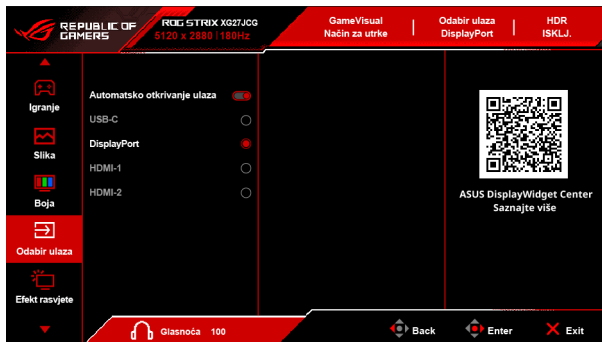 REPUBLIC OF
GAMERS
ROG STRIX XG27JCG
5120 x 2880 180Hz
GameVisual
Način za utrke
Odabir ulaza
DisplayPort
HDR
ISKLJ.
Igranje
Slika
Boja
Odabir ulaza
Efekt rasvjete
Automatsko otkrivanje ulaza
USB-C
DisplayPort
HDMI-1
HDMI-2
ASUS DisplayWidget Center
Saznajte više
Glasnoća 100
Back
Enter
Exit